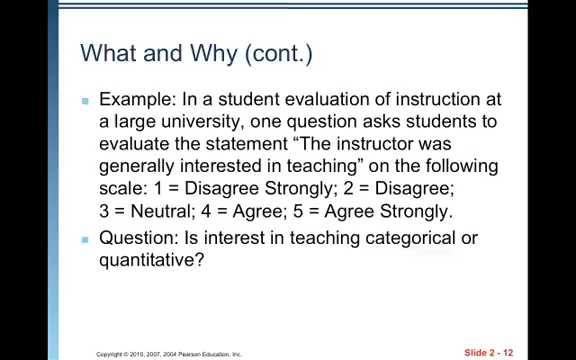 What and Why (cont.)
Example: In a student evaluation of instruction at
a large university, one question asks students to
evaluate the statement “The instructor was
generally interested in teaching” on the following
scale: 1 = Disagree Strongly; 2 = Disagree;
3 = Neutral; 4 = Agree; 5 = Agree Strongly.
Question: Is interest in teaching categorical or
quantitative?
Copyright © 2010, 2007, 2004 Pearson Education, Inc.
Slide 2 - 12